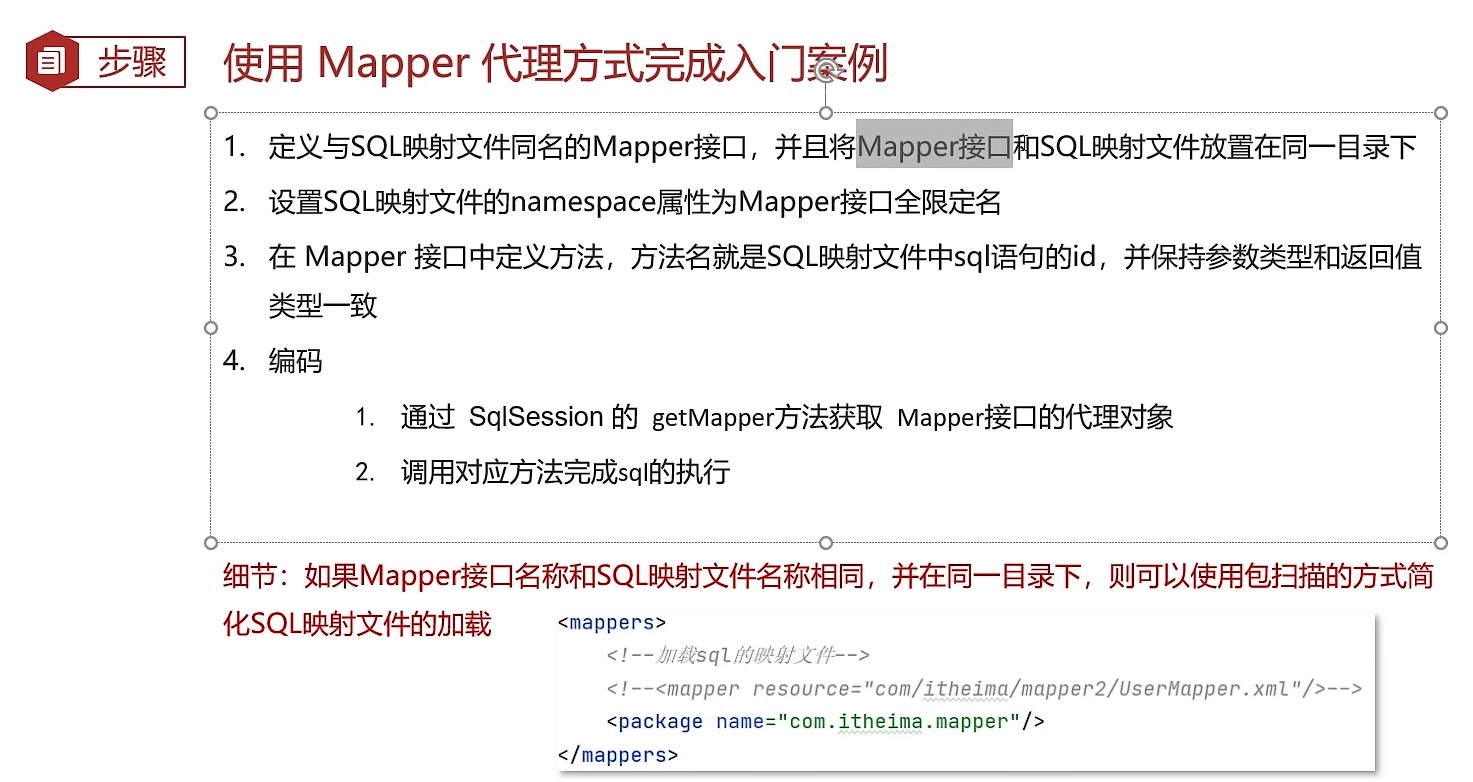 步骤
使用 Mapper 代理方式完成入门案例
1. 定义与SQL映射文件同名的Mapper接口，并且将Mapper接口和SQL映射文件放置在同一目录下
2. 设置SQL映射文件的namespace属性为Mapper接口全限定名
3. 在 Mapper 接口中定义方法，方法名就是SQL映射文件中sql语句的id，并保持参数类型和返回值
类型一致
4. 编码
1. 通过 SqlSession 的 getMapper方法获取 Mapper接口的代理对象
2. 调用对应方法完成sql的执行
细节：如果Mapper接口名称和SQL映射文件名称相同，并在同一目录下，则可以使用包扫描的方式简
化SQL映射文件的加载
<mappers>
<!--加载sql的映射文件-->
<!--<mapper resource="com/itheima/mapper2/UserMapper.xml"/>-->
<package name="com.itheima.mapper"/>
</mappers>